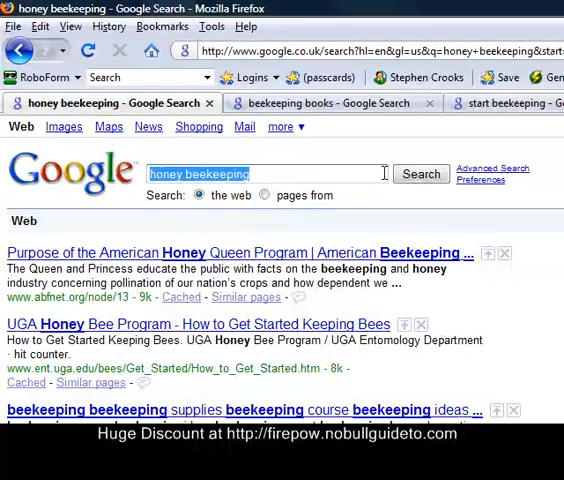 honey beekeeping - Google Search - Mozilla Firefox
File Edit View History Bookmarks Tools Help
http://www.google.co.uk/search?hl=en&gl=us&q=honey+beekeeping&start=
RoboForm Search Logins (passcards) Stephen Crooks Save Gen
honey beekeeping - Google Search beekeeping books - Google Search start beekeeping - Goo
Web Images Maps News Shopping Mail more
Google honey beekeeping Search Advanced Search
Preferences
Search: the web pages from
Web
Purpose of the American Honey Queen Program | American Beekeeping ...
The Queen and Princess educate the public with facts on the beekeeping and honey
industry concerning pollination of our nation's crops and how dependent we ...
www.abfnet.org/node/13 - 9k - Cached - Similar pages -
UGA Honey Bee Program - How to Get Started Keeping Bees
How to Get Started Keeping Bees. UGA Honey Bee Program / UGA Entomology Department
· hit counter.
www.ent.uga.edu/bees/Get_Started/How_to_Get_Started.htm - 8k -
Cached - Similar pages -
beekeeping beekeeping supplies beekeeping course beekeeping ideas ...
Huge Discount at http://firepow.nobullguideto.com